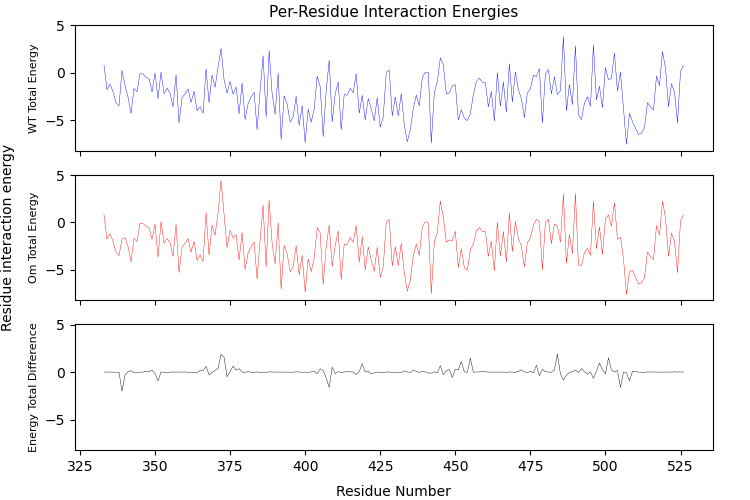 Per-Residue Interaction Energies
Residue interaction energy
WT Total Energy
5
0
−5
Om Total Energy
5
0
−5
Energy Total Difference
5
0
−5
325 350 375 400 425 450 475 500 525
Residue Number